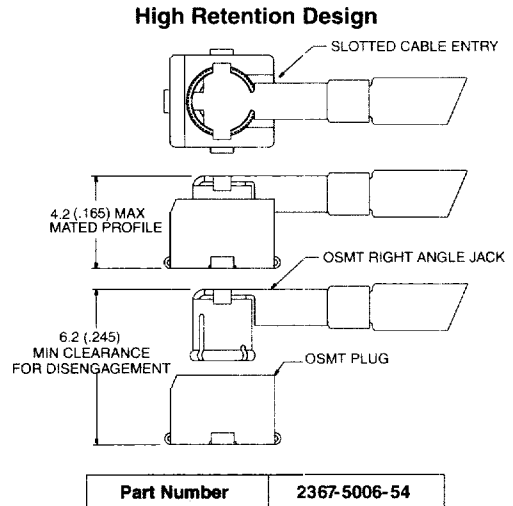 High Retention Design
SLOTTED CABLE ENTRY
4.2 (.165) MAX
MATED PROFILE
OSMT RIGHT ANGLE JACK
6.2 (.245)
MIN CLEARANCE
FOR DISENGAGEMENT
OSMT PLUG
Part Number 2367-5006-54